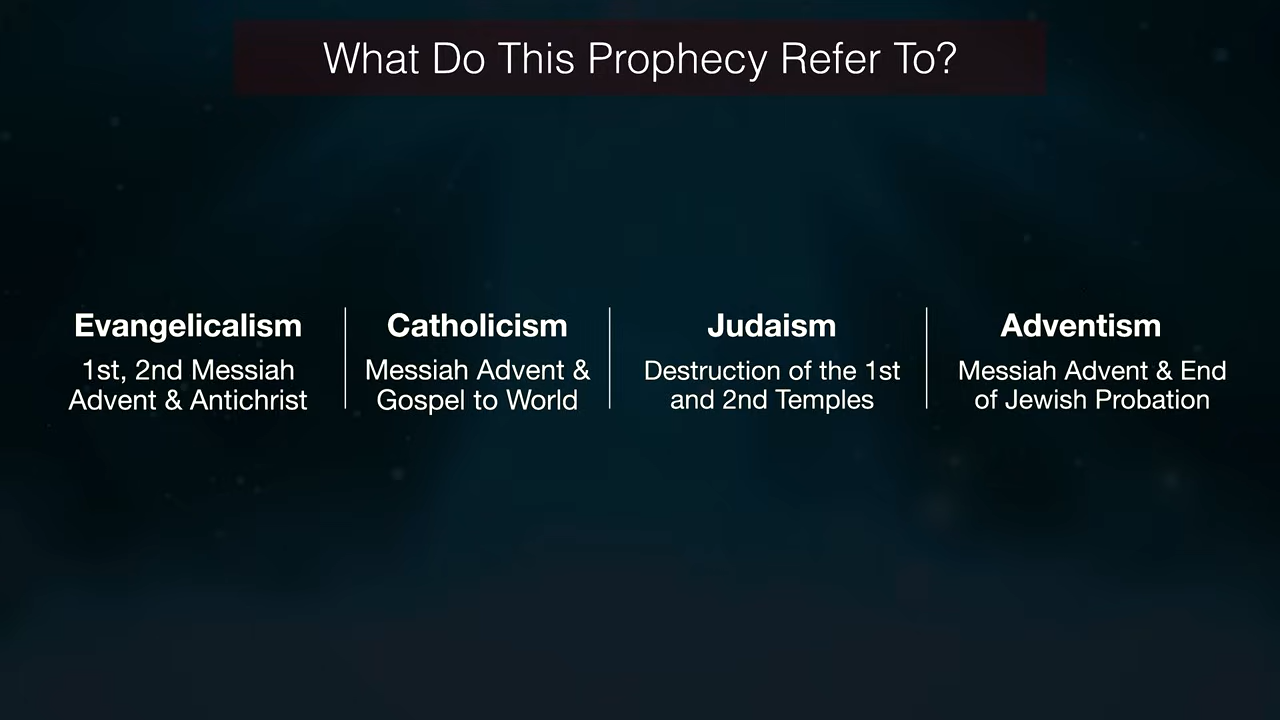 What Do This Prophecy Refer To?
Evangelicalism
1st, 2nd Messiah
Advent & Antichrist
Catholicism
Messiah Advent &
Gospel to World
Judaism
Destruction of the 1st
and 2nd Temples
Adventism
Messiah Advent & End
of Jewish Probation